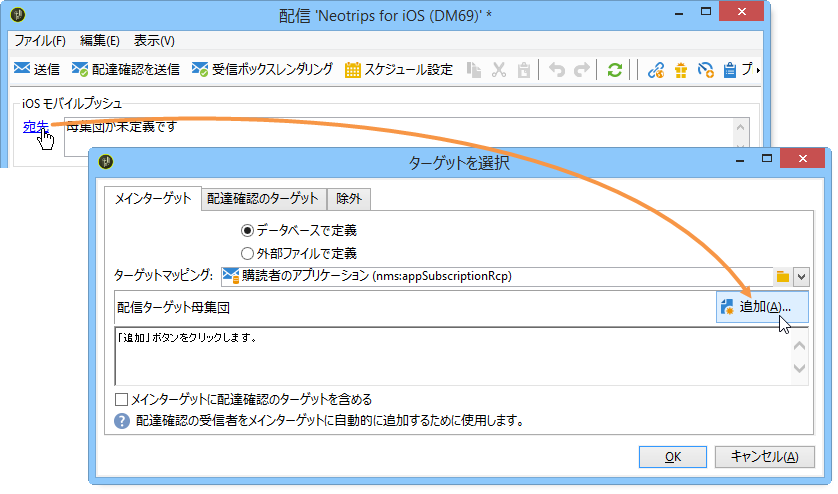 配信 'Neotrips for iOS (DM69)' *
ファイル(F) 編集(E) 表示(V)
送信 配達確認を送信 受信ボックスレンダリング スケジュール設定 プ
iOS モバイルプッシュ
宛先 母集団が未定義です
ターゲットを選択
メインターゲット 配達確認のターゲット 除外
データベースで定義
外部ファイルで定義
ターゲットマッピング: 購読者のアプリケーション (nms:appSubscriptionRcp)
配信ターゲット母集団 追加(A)...
「追加」ボタンをクリックします。
メインターゲットに配達確認のターゲットを含める
配達確認の受信者をメインターゲットに自動的に追加するために使用します。
OK キャンセル(A)